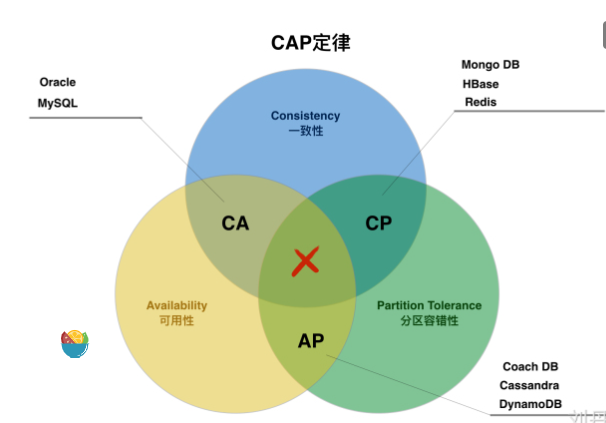 CAP定律
Oracle
MySQL
Mongo DB
HBase
Redis
Consistency
一致性
CA
CP
Availability
可用性
Partition Tolerance
分区容错性
AP
Coach DB
Cassandra
DynamoDB